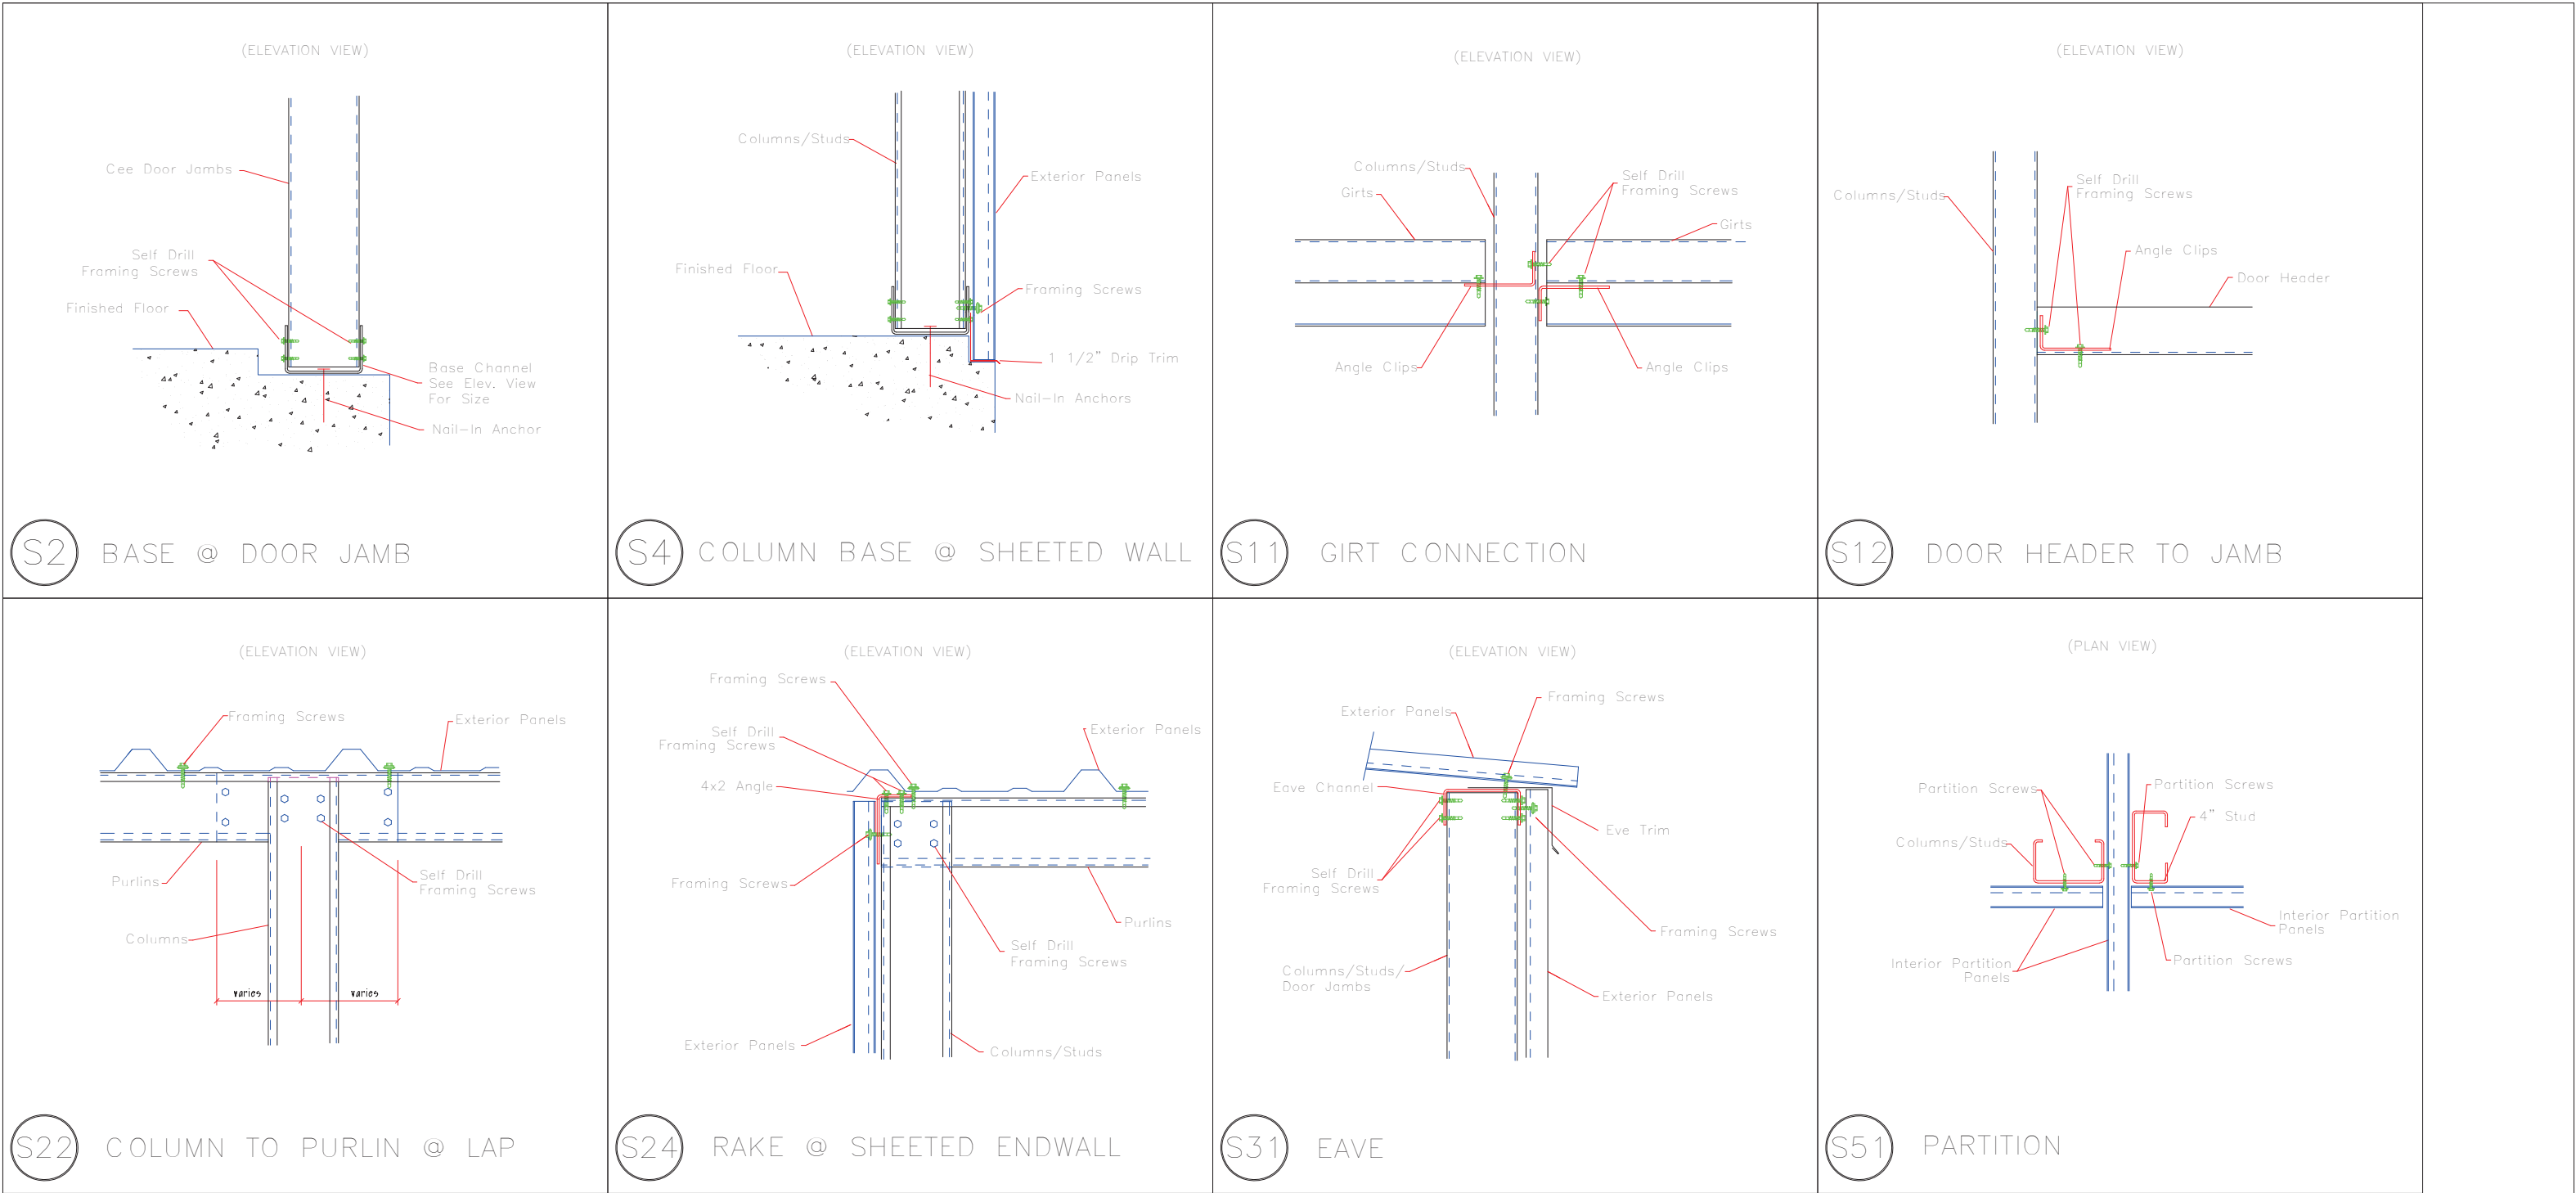 (ELEVATION VIEW)
Cee Door Jambs
Self Drill
Framing Screws
Finished Floor
Base Channel
See Elev. View
For Size
Nail-In Anchor
S2 BASE @ DOOR JAMB
(ELEVATION VIEW)
Columns/Studs
Exterior Panels
Finished Floor
Framing Screws
1 1/2" Drip Trim
Nail-In Anchors
S4 COLUMN BASE @ SHEETED WALL
(ELEVATION VIEW)
Columns/Studs
Self Drill
Framing Screws
Girts
Girts
Angle Clips
Angle Clips
S11 GIRT CONNECTION
(ELEVATION VIEW)
Self Drill
Framing Screws
Columns/Studs
Angle Clips
Door Header
S12 DOOR HEADER TO JAMB
(ELEVATION VIEW)
Framing Screws
Exterior Panels
Purlins
Self Drill
Framing Screws
Columns
varies
varies
S22 COLUMN TO PURLIN @ LAP
(ELEVATION VIEW)
Framing Screws
Self Drill
Framing Screws
Exterior Panels
4x2 Angle
Framing Screws
Purlins
Self Drill
Framing Screws
Exterior Panels
Columns/Studs
S24 RAKE @ SHEETED ENDWALL
(ELEVATION VIEW)
Framing Screws
Exterior Panels
Eave Channel
Eve Trim
Self Drill
Framing Screws
Framing Screws
Columns/Studs/
Door Jambs
Exterior Panels
S31 EAVE
(PLAN VIEW)
Partition Screws
Partition Screws
4" Stud
Columns/Studs
Interior Partition
Panels
Interior Partition
Panels
Partition Screws
S51 PARTITION